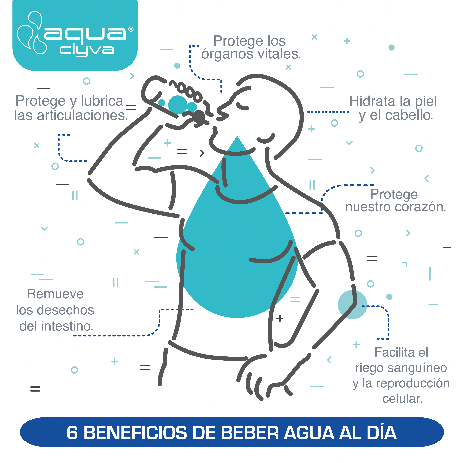 aqua®
clyva
Protege los
órganos vitales.
Protege y lubrica
las articulaciones.
Hidrata la piel
y el cabello.
Protege
nuestro corazón.
Remueve
los desechos
del intestino.
Facilita el
riego sanguíneo
y la reproducción
celular.
6 BENEFICIOS DE BEBER AGUA AL DÍA